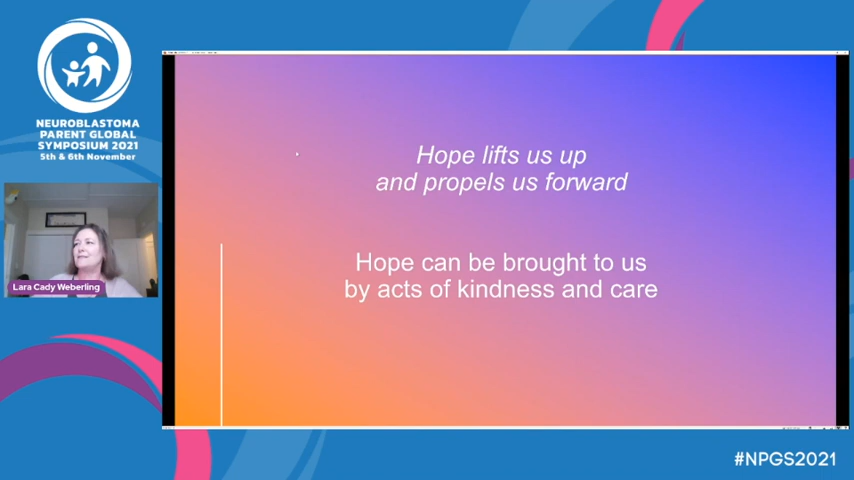 NEUROBLASTOMA
PARENT GLOBAL
SYMPOSIUM 2021
5th & 6th November
Lara Cady Weberling
Hope lifts us up
and propels us forward
Hope can be brought to us
by acts of kindness and care
#NPGS2021